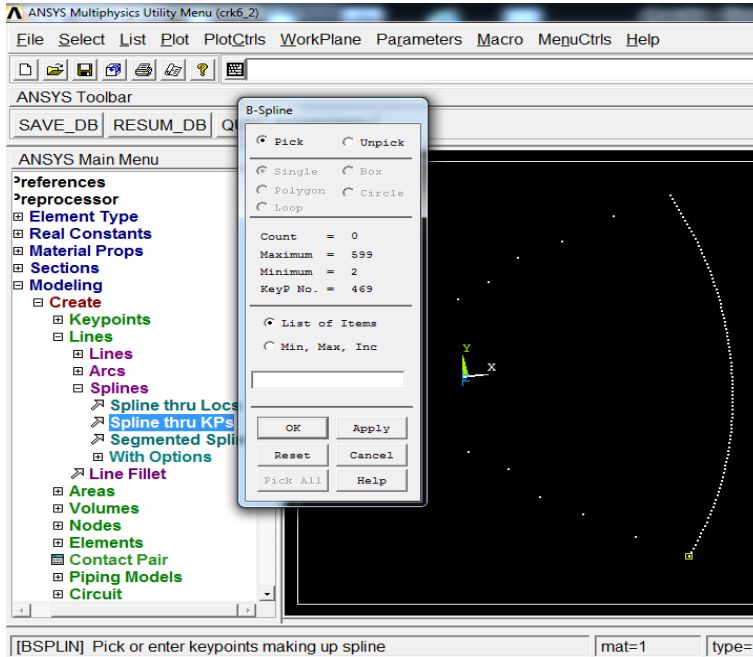 ANSYS Multiphysics Utility Menu (crk6_2)
File Select List Plot PlotCtrls WorkPlane Parameters Macro MenuCtrls Help
ANSYS Toolbar
SAVE_DB RESUM_DB
ANSYS Main Menu
Preferences
Preprocessor
Element Type
Real Constants
Material Props
Sections
Modeling
Create
Keypoints
Lines
Lines
Arcs
Splines
Spline thru Locs
Spline thru KPs
Segmented Spli
With Options
Line Fillet
Areas
Volumes
Nodes
Elements
Contact Pair
Piping Models
Circuit
B-Spline
Pick Unpick
Single Box
Polygon Circle
Loop
Count = 0
Maximum = 599
Minimum = 2
KeyP No. = 469
List of Items
Min, Max, Inc
OK Apply
Reset Cancel
Pick All Help
Y
X
[BSPLIN] Pick or enter keypoints making up spline
mat=1
type=